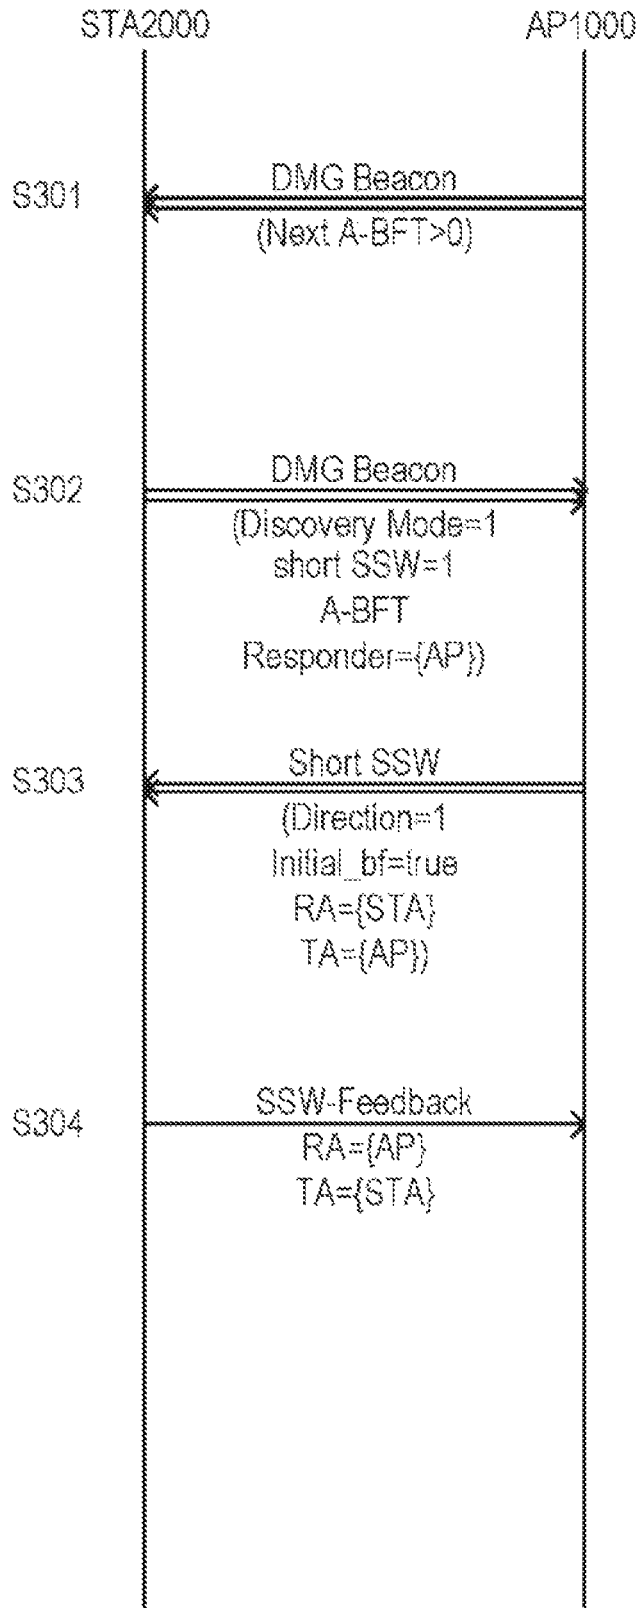 STA2000 AP1000
S301 DMG Beacon
(Next A-BFT>0)
S302 DMG Beacon
(Discovery Mode=1
short SSW=1
A-BFT
Responder={AP})
S303 Short SSW
(Direction=1
Initial_bf=true
RA={STA}
TA={AP})
S304 SSW-Feedback
RA={AP}
TA={STA}